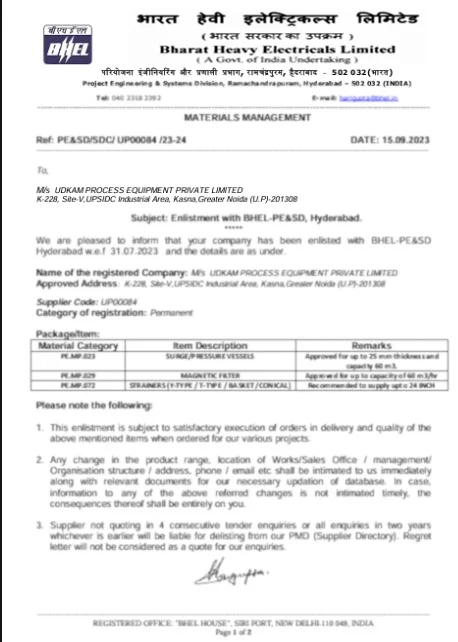 भारत हेवी इलेक्ट्रिकल्स लिमिटेड
( भारत सरकार का उपक्रम )
बीएचईएल
BHEL
Bharat Heavy Electricals Limited
( A Govt. of India Undertaking )
परियोजना इंजीनियरिंग और प्रणाली प्रभाग, रामचंद्रपुरम, हैदराबाद - 502 032 (भारत)
Project Engineering & Systems Division, Ramachandrapuram, Hyderabad – 502 032 (INDIA)
Tel: 040 2318 2392 E-mail:
MATERIALS MANAGEMENT
Ref: PE&SD/SDC/ UP00084 /23-24 DATE: 15.09.2023
To,
M/s UDKAM PROCESS EQUIPMENT PRIVATE LIMITED
K-228, Site-V,UPSIDC Industrial Area, Kasna,Greater Noida (U.P)-201308
Subject: Enlistment with BHEL-PE&SD, Hyderabad.
*****
We are pleased to inform that your company has been enlisted with BHEL-PE&SD
Hyderabad w.e.f 31.07.2023 and the details are as under.
Name of the registered Company: M/s UDKAM PROCESS EQUIPMENT PRIVATE LIMITED
Approved Address: K-228, Site-V,UPSIDC Industrial Area, Kasna,Greater Noida (U.P)-201308
Supplier Code: UP00084
Category of registration: Permanent
Package/Item:
Material Category Item Description Remarks
PE.MP.023 SURGE/PRESSURE VESSELS Approved for up to 25 mm thickness and
capacity 60 m3.
PE.MP.029 MAGNETIC FILTER Approved for up to capacity of 60 m3/hr
PE.MP.072 STRAINERS (Y-TYPE / T-TYPE / BASKET /CONICAL) Recommended to supply upto 24 INCH
Please note the following:
1. This enlistment is subject to satisfactory execution of orders in delivery and quality of the
above mentioned items when ordered for our various projects.
2. Any change in the product range, location of Works/Sales Office / management/
Organisation structure / address, phone / email etc shall be intimated to us immediately
along with relevant documents for our necessary updation of database. In case,
information to any of the above referred changes is not intimated timely, the
consequences thereof shall be entirely on you.
3. Supplier not quoting in 4 consecutive tender enquiries or all enquiries in two years
whichever is earlier will be liable for delisting from our PMD (Supplier Directory). Regret
letter will not be considered as a quote for our enquiries.
REGISTERED OFFICE: "BHEL HOUSE", SIRI FORT, NEW DELHI-110 049, INDIA
Page 1 of 2